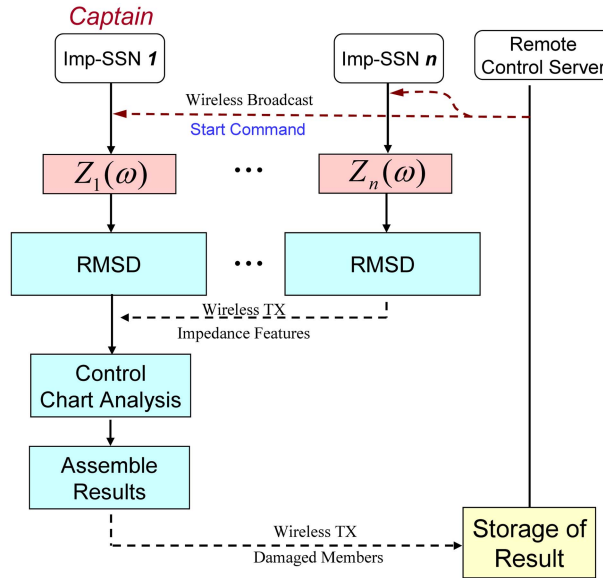 Captain
Imp-SSN 1
Imp-SSN n
Remote
Control Server
Wireless Broadcast
Start Command
Z1(ω)
...
Zn(ω)
RMSD
...
RMSD
Wireless TX
Impedance Features
Control
Chart Analysis
Assemble
Results
Wireless TX
Damaged Members
Storage of
Result